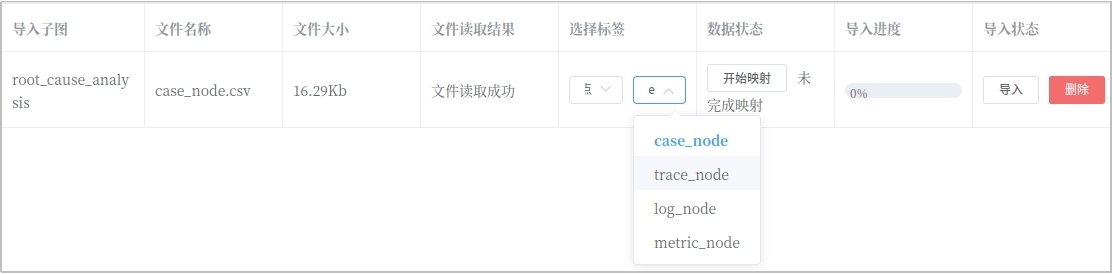 导入子图 文件名称 文件大小 文件读取结果 选择标签 数据状态 导入进度 导入状态
root_cause_analy
sis
case_node.csv 16.29Kb 文件读取成功 点 e 开始映射 未
完成映射
0% 导入 删除
case_node
trace_node
log_node
metric_node